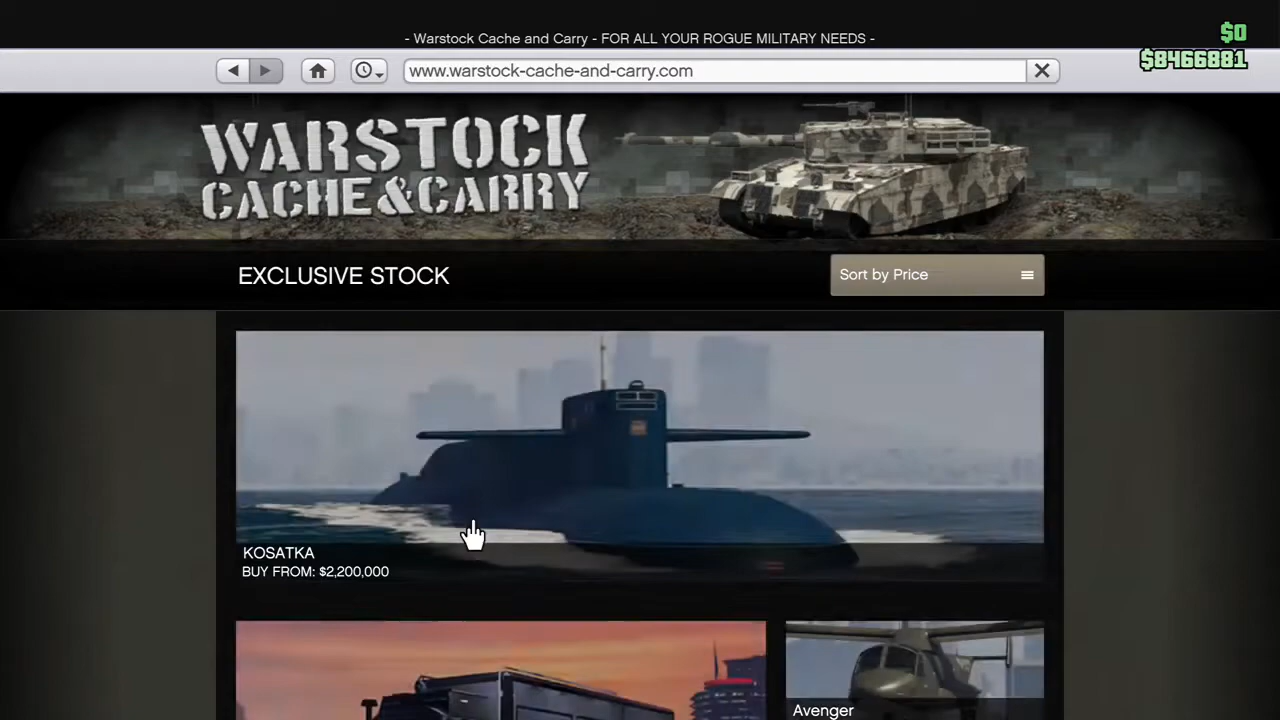 - Warstock Cache and Carry - FOR ALL YOUR ROGUE MILITARY NEEDS -
$0
$8466881
www.warstock-cache-and-carry.com
WARSTOCK
CACHE&CARRY
EXCLUSIVE STOCK
Sort by Price
KOSATKA
BUY FROM: $2,200,000
Avenger